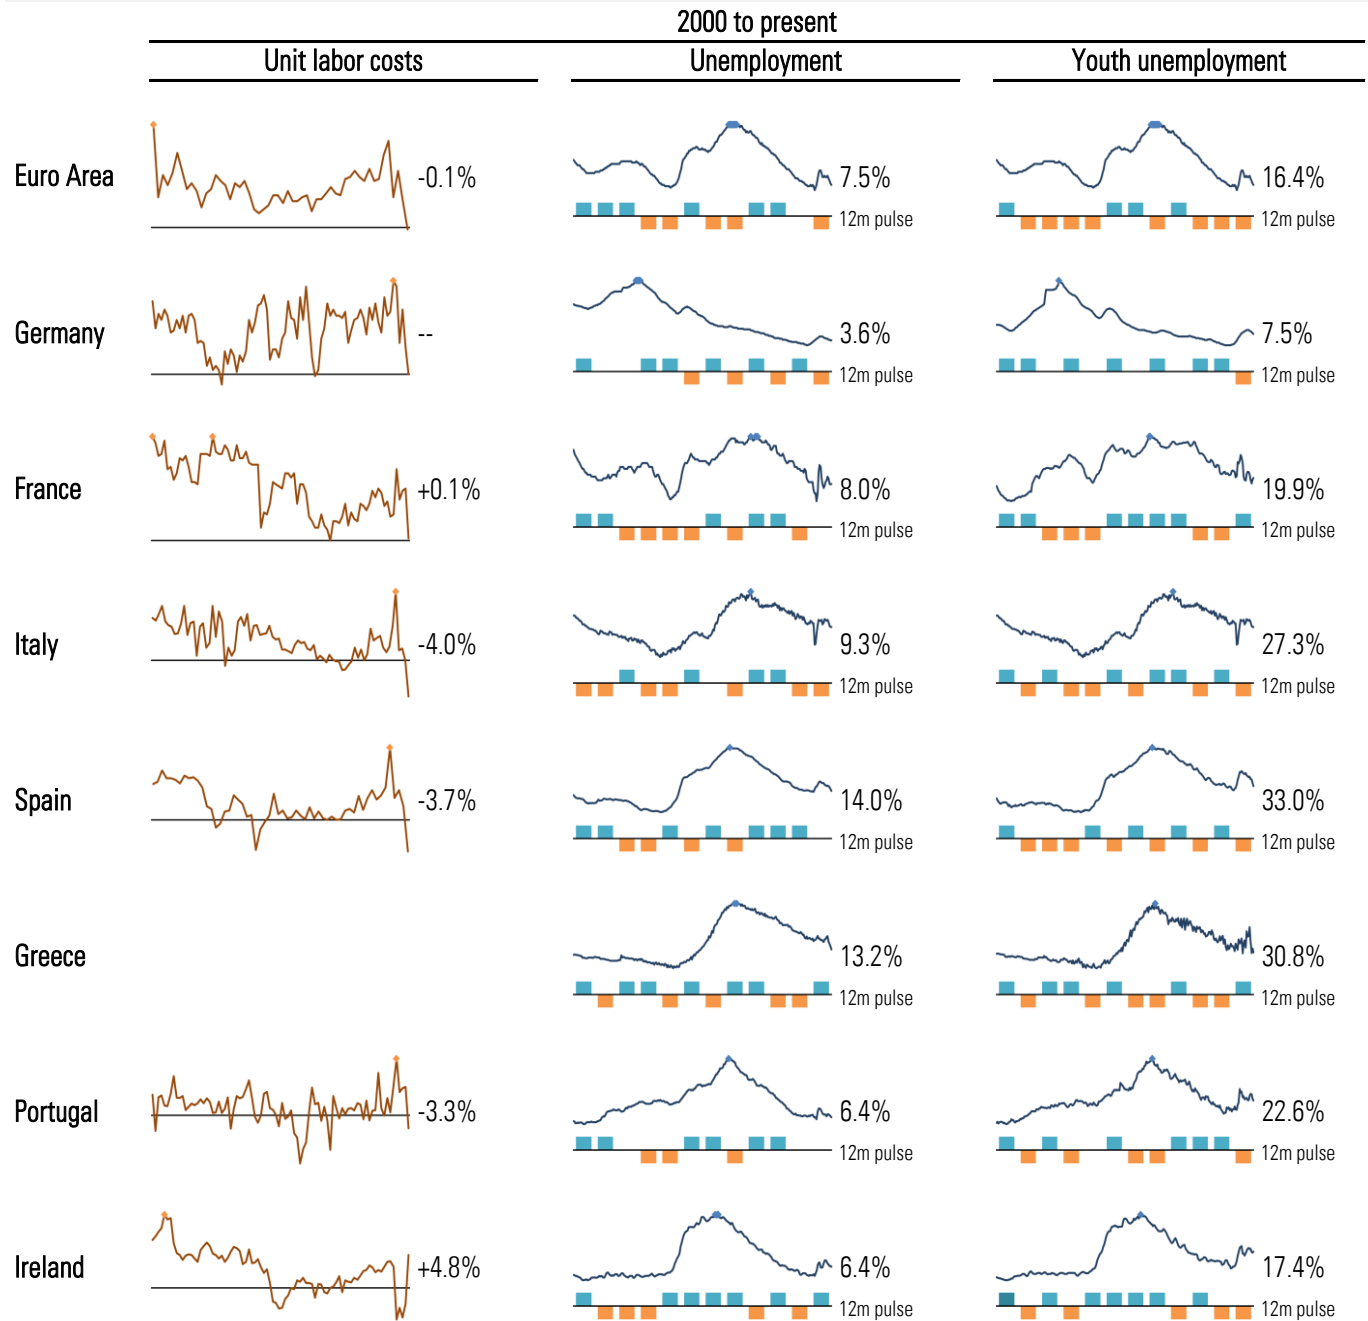 2000 to present
Unit labor costs Unemployment Youth unemployment
Euro Area -0.1% 7.5% 16.4%
12m pulse 12m pulse
Germany -- 3.6% 7.5%
12m pulse 12m pulse
France +0.1% 8.0% 19.9%
12m pulse 12m pulse
Italy -4.0% 9.3% 27.3%
12m pulse 12m pulse
Spain -3.7% 14.0% 33.0%
12m pulse 12m pulse
Greece 13.2% 30.8%
12m pulse 12m pulse
Portugal -3.3% 6.4% 22.6%
12m pulse 12m pulse
Ireland +4.8% 6.4% 17.4%
12m pulse 12m pulse